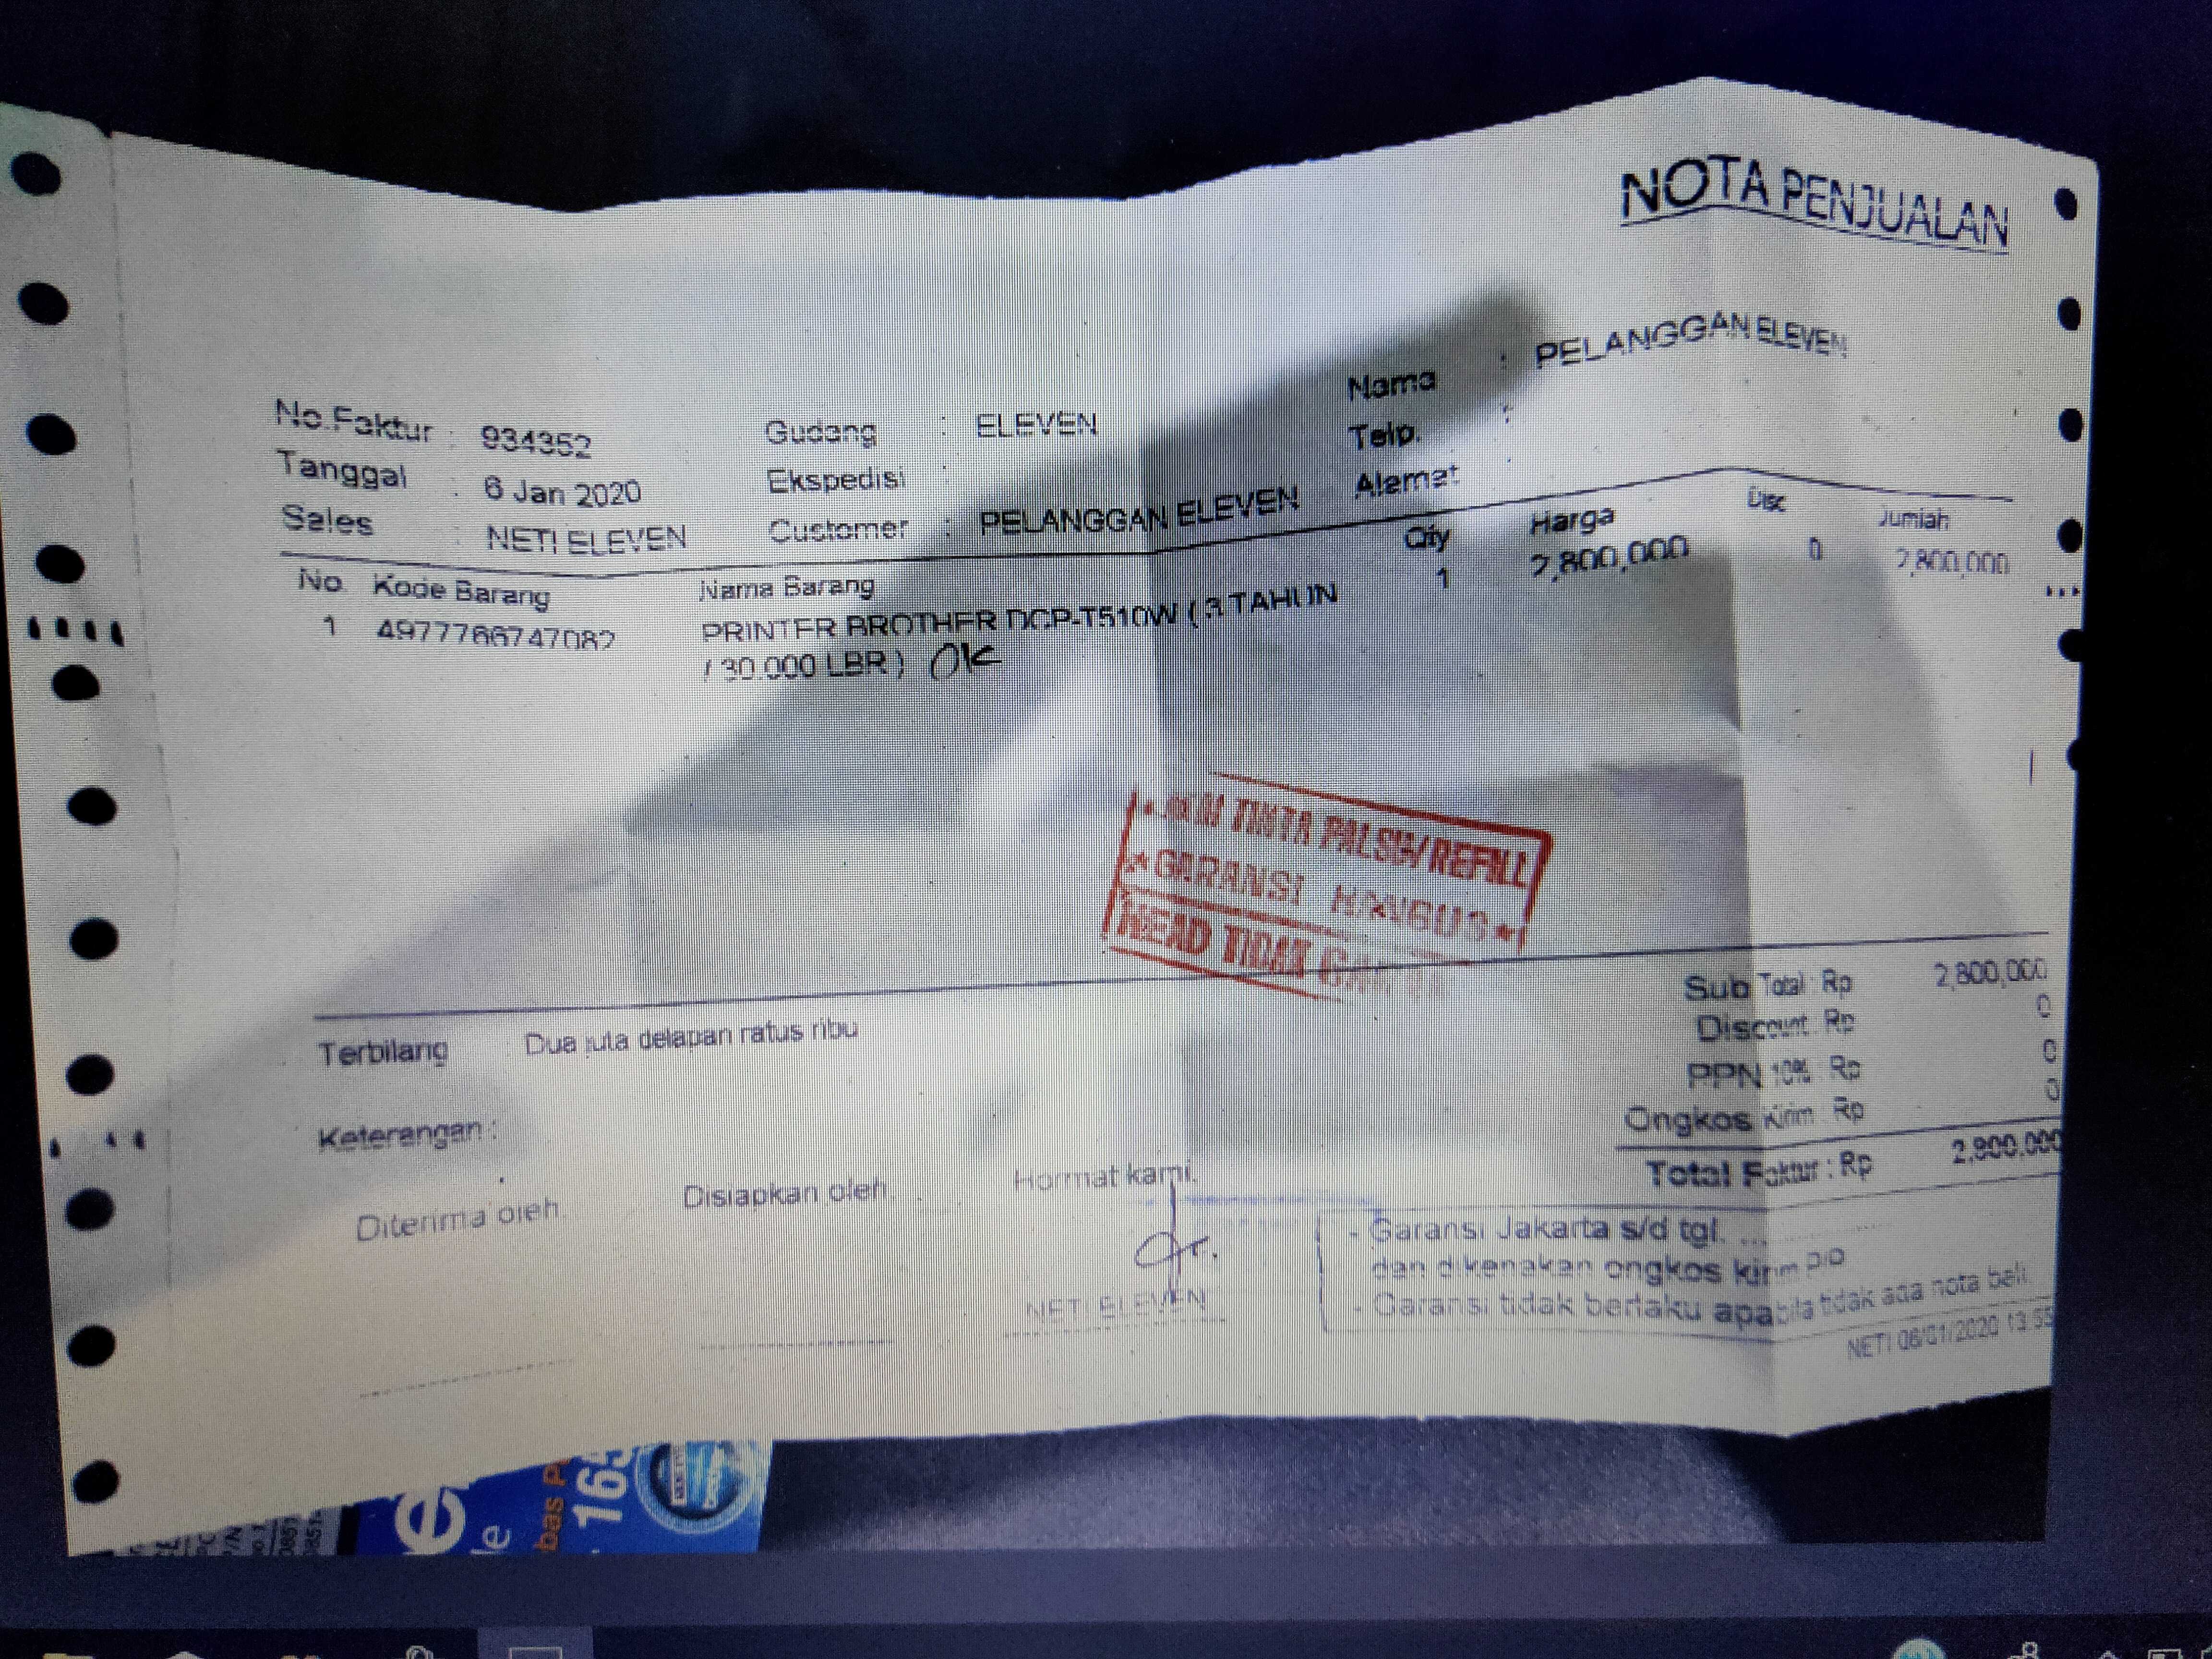 NOTA PENJUALAN
No.Faktur : 934352
Tanggal : 6 Jan 2020
Sales : NETI ELEVEN
Gudang : ELEVEN
Ekspedisi :
Customer : PELANGGAN ELEVEN
Nama : PELANGGAN ELEVEN
Telp. :
Alamat :
No. Kode Barang Nama Barang Qty Harga Disc Jumlah
1 4977766747082 PRINTER BROTHER DCP-T510W ( 3 TAHUN 1 2,800,000 0 2,800,000
/ 30.000 LBR ) OK
TINTA PALSU/REFILL
*GARANSI HANGUS*
HEAD TIDAK
Terbilang : Dua juta delapan ratus ribu
Keterangan :
Sub Total : Rp 2,800,000
Discount : Rp 0
PPN 10% : Rp 0
Ongkos Kirim : Rp 0
Total Faktur : Rp 2,800,000
Diterima oleh,
Disiapkan oleh,
Hormat kami,
NETI ELEVEN
- Garansi Jakarta s/d tgl. ...
dan dikenakan ongkos kirim p/p
- Garansi tidak berlaku apabila tidak ada nota beli
NETI 06/01/2020 13:55
e
le
bas P
165